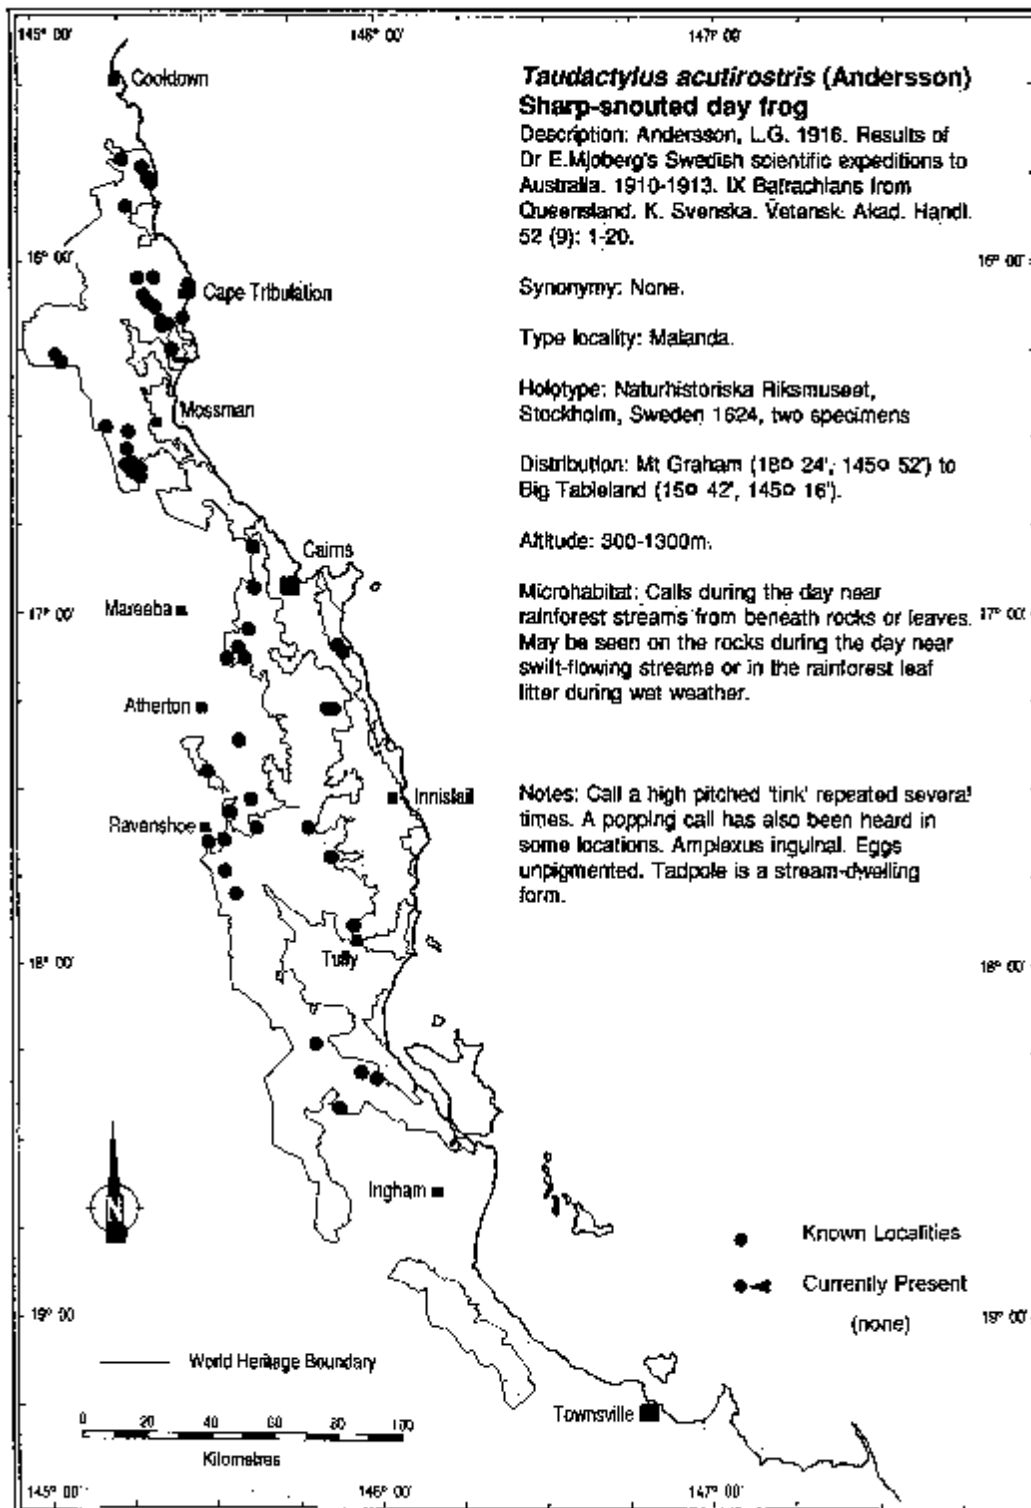 145° 00'
146° 00'
147° 00'
Cooktown
Taudactylus acutirostris (Andersson)
Sharp-snouted day frog
Description: Andersson, L.G. 1916. Results of
Dr E.Mjoberg's Swedish scientific expeditions to
Australia. 1910-1913. IX Batrachians from
Queensland. K. Svenska. Vetensk. Akad. Handl.
52 (9): 1-20.
16° 00'
16° 00'
Cape Tribulation
Synonymy: None.
Type locality: Malanda.
Holotype: Naturhistoriska Riksmuseet,
Stockholm, Sweden 1624, two specimens
Mossman
Distribution: Mt Graham (18o 24', 145o 52') to
Big Tableland (15o 42', 145o 16').
Altitude: 300-1300m.
Cairns
Microhabitat: Calls during the day near
rainforest streams from beneath rocks or leaves.
May be seen on the rocks during the day near
swift-flowing streams or in the rainforest leaf
litter during wet weather.
Mareeba
17° 00'
17° 00'
Atherton
Innisfail
Notes: Call a high pitched 'tink' repeated several
times. A popping call has also been heard in
some locations. Amplexus inguinal. Eggs
unpigmented. Tadpole is a stream-dwelling
form.
Ravenshoe
Tully
18° 00'
18° 00'
Ingham
N
Known Localities
Currently Present
(none)
19° 00'
19° 00'
World Heritage Boundary
Townsville
0 20 40 60 80 100
Kilometres
145° 00'
146° 00'
147° 00'